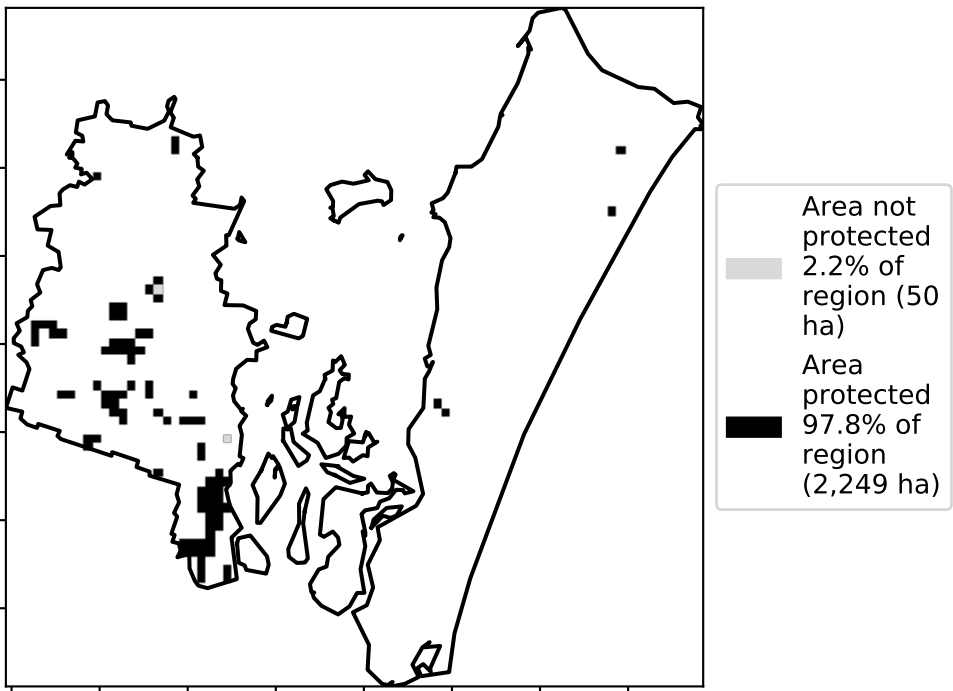 Area not
protected
2.2% of
region (50
ha)
Area
protected
97.8% of
region
(2,249 ha)